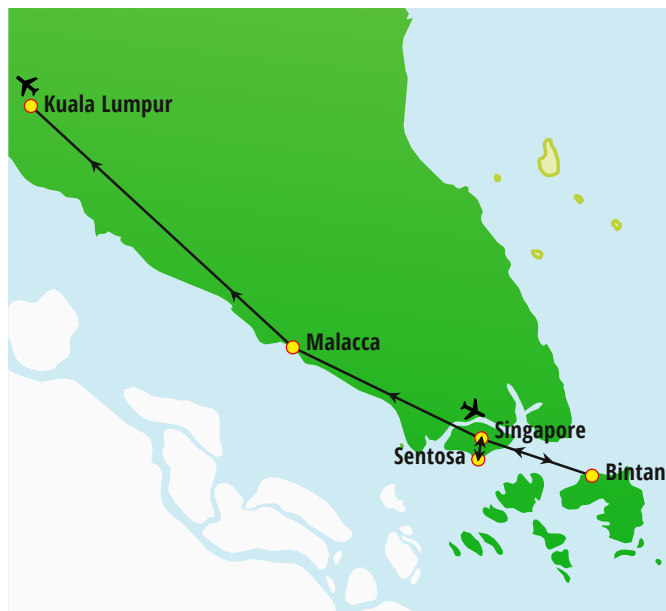 Kuala Lumpur
Malacca
Singapore
Sentosa
Bintan